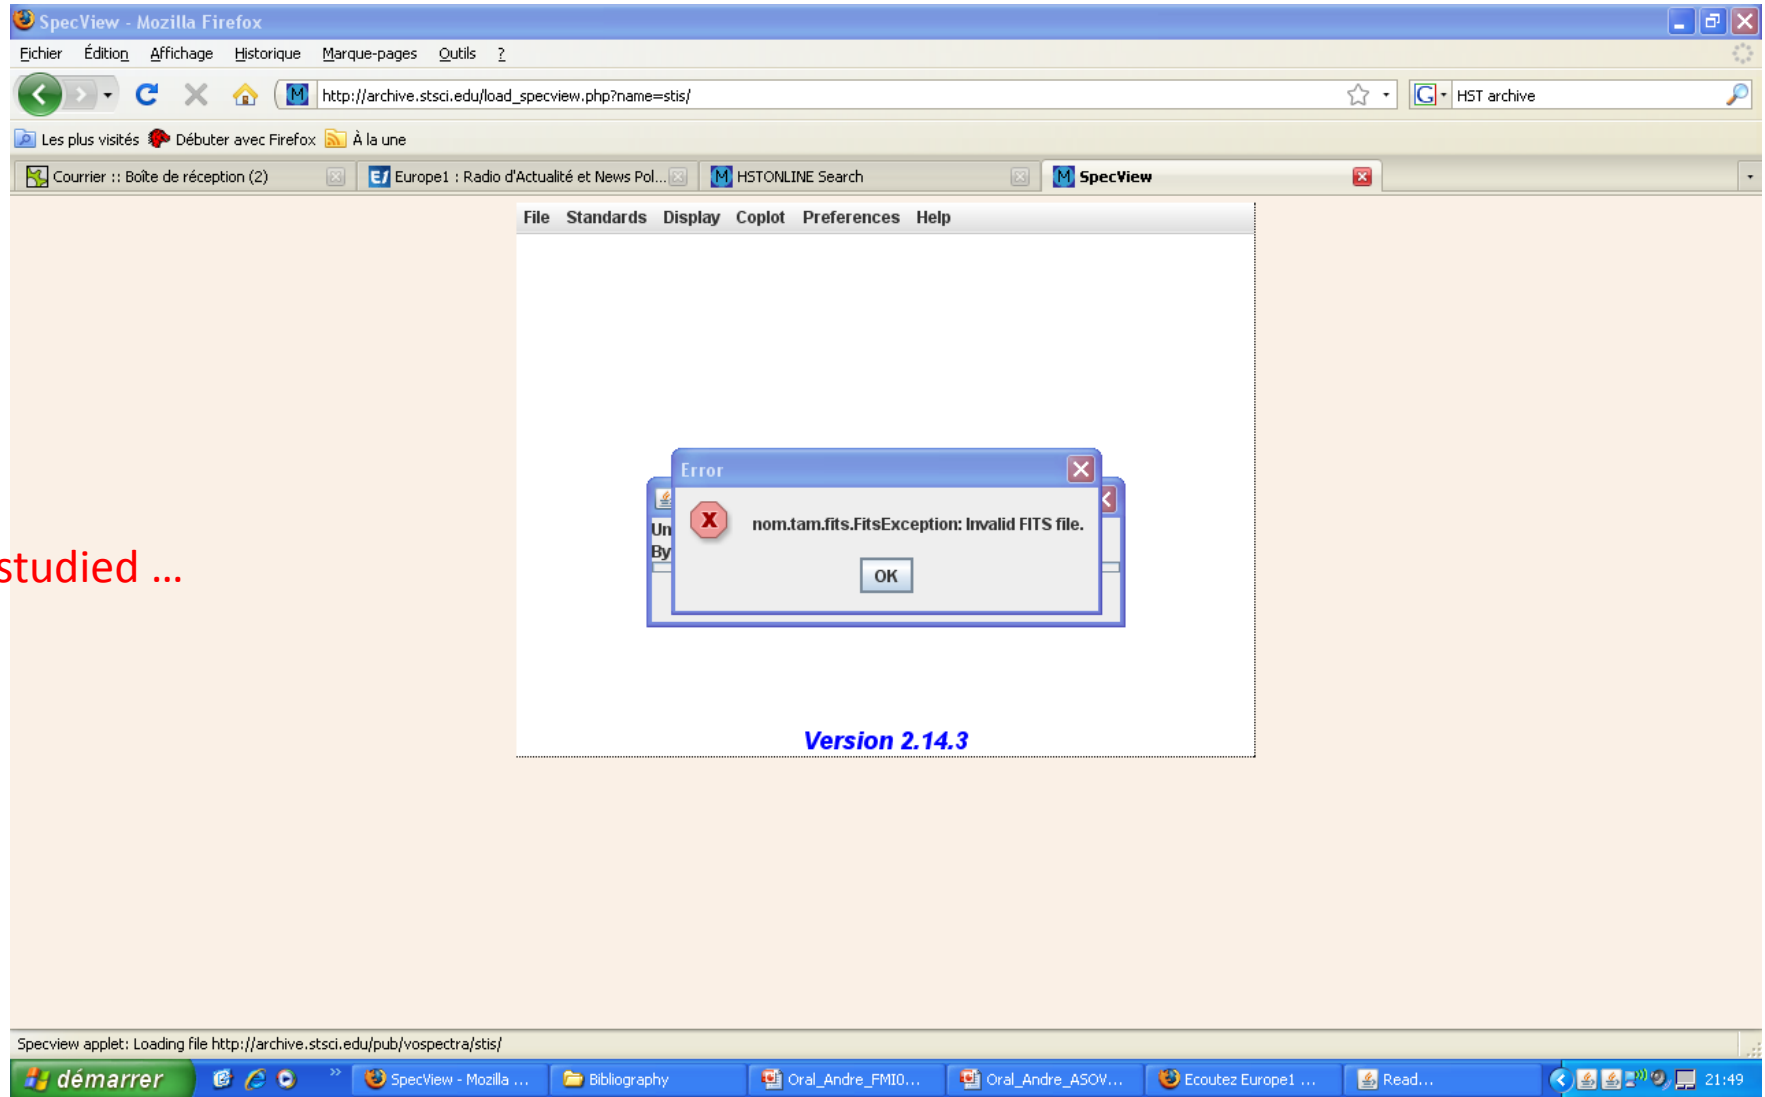 SpecView - Mozilla Firefox
Fichier Édition Affichage Historique Marque-pages Outils ?
http://archive.stsci.edu/load_specview.php?name=stis/ HST archive
Les plus visités Débuter avec Firefox À la une
Courrier :: Boîte de réception (2) Europe1 : Radio d'Actualité et News Pol... HSTONLINE Search SpecView
File Standards Display Coplot Preferences Help
Error
nom.tam.fits.FitsException: Invalid FITS file.
Un
By
OK
studied ...
Version 2.14.3
Specview applet: Loading file http://archive.stsci.edu/pub/vospectra/stis/
démarrer SpecView - Mozilla ... Bibliography Oral_Andre_FMI0... Oral_Andre_ASOV... Ecoutez Europe1 ... Read... 21:49